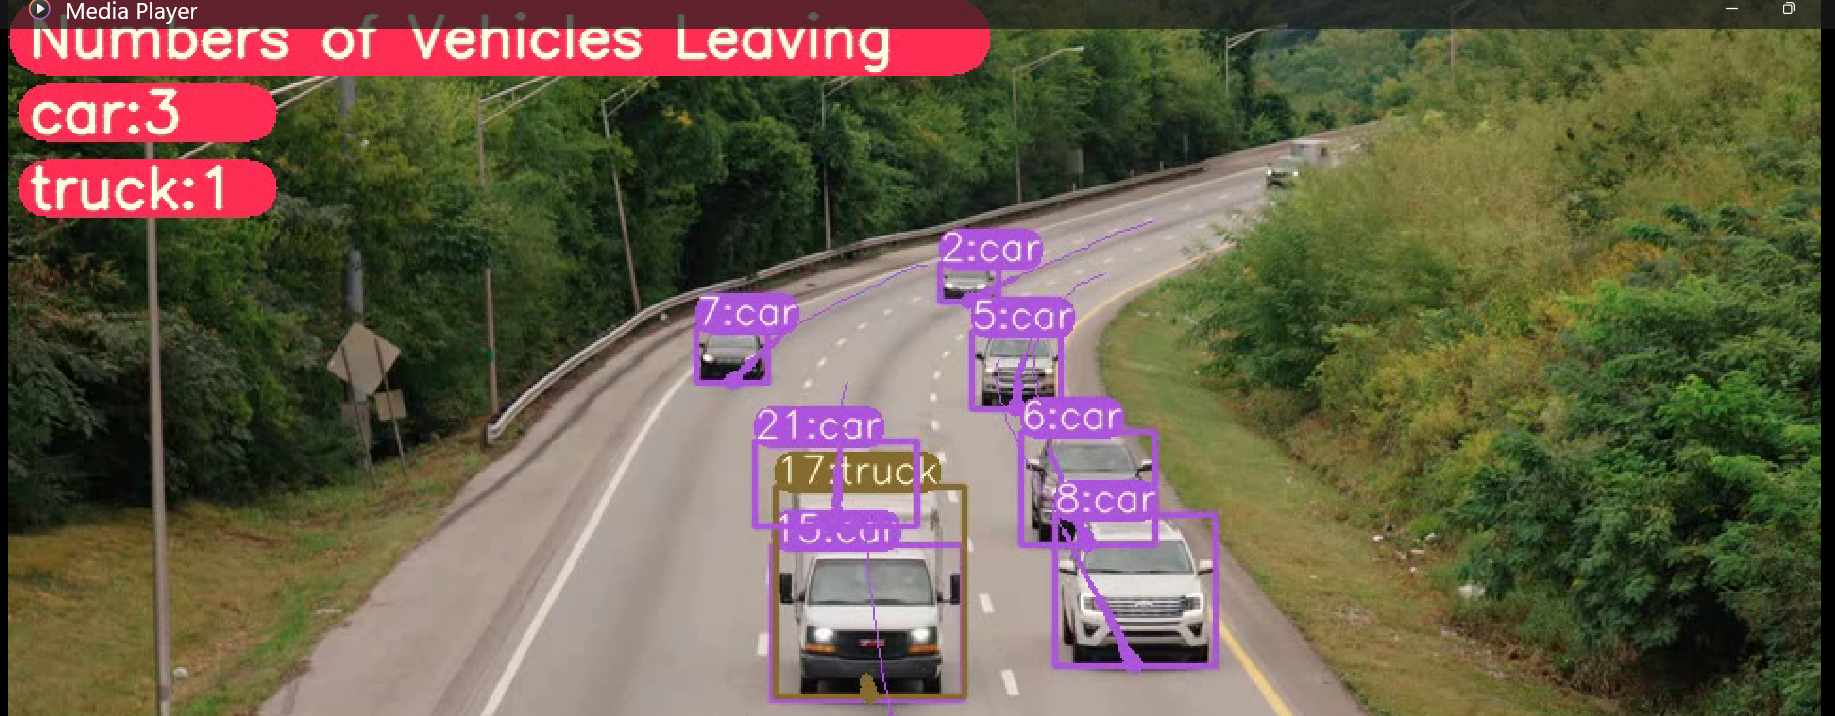 Media Player
Numbers of Vehicles Leaving
car:3
truck:1
2:car
7:car
5:car
6:car
21:car
17:truck
8:car
15:car
GMC